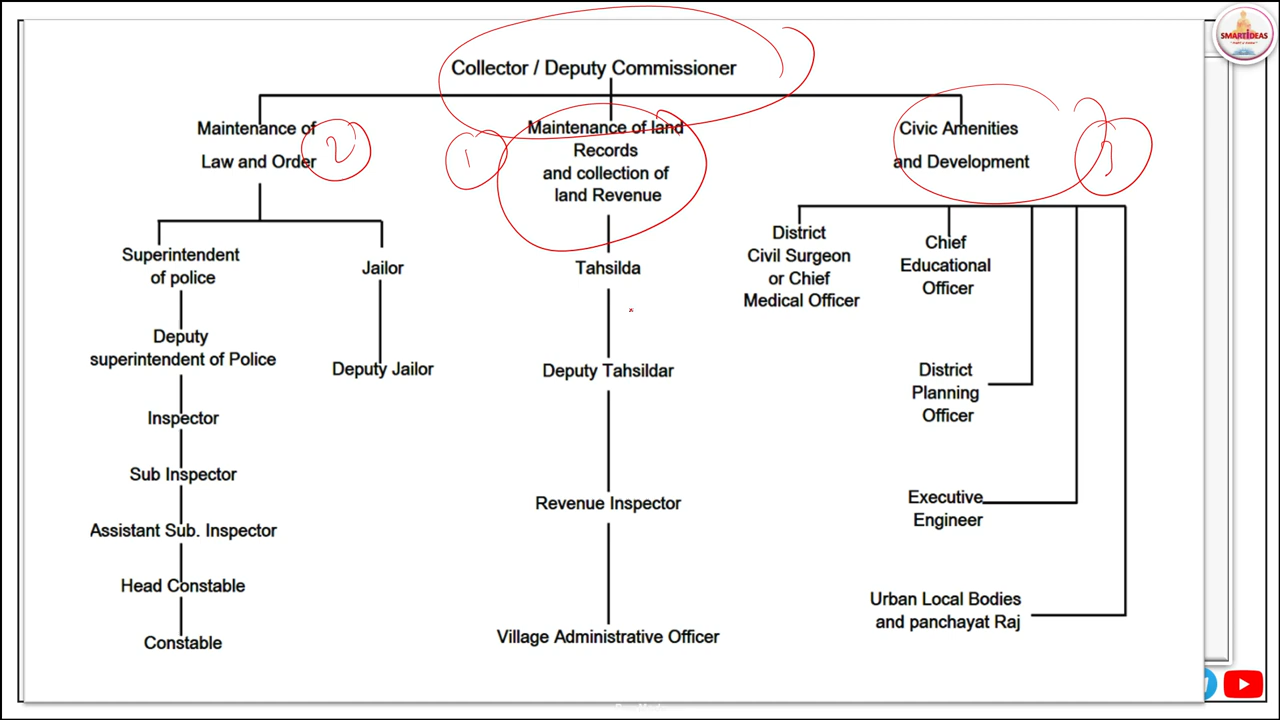 SMARTIDEAS
Collector / Deputy Commissioner
Maintenance of
Law and Order
2
1
Maintenance of land
Records
and collection of
land Revenue
Civic Amenities
and Development
3
Superintendent
of police
Jailor
Deputy
superintendent of Police
Deputy Jailor
Inspector
Sub Inspector
Assistant Sub. Inspector
Head Constable
Constable
Tahsilda
Deputy Tahsildar
Revenue Inspector
Village Administrative Officer
District
Civil Surgeon
or Chief
Medical Officer
Chief
Educational
Officer
District
Planning
Officer
Executive
Engineer
Urban Local Bodies
and panchayat Raj